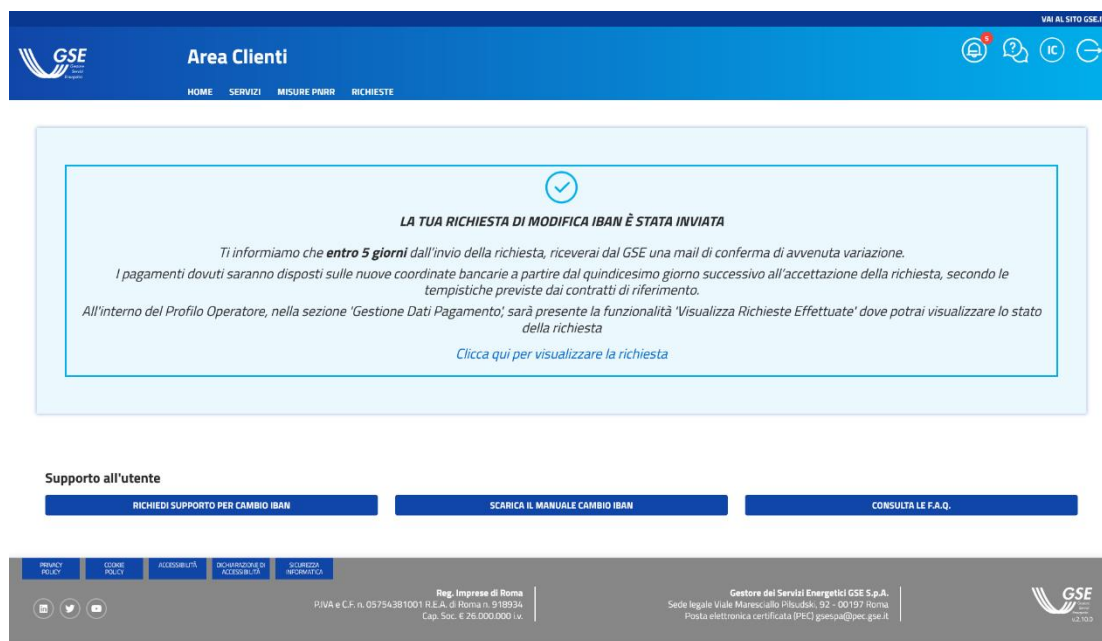 VAI AL SITO GSE.I
GSE
Gestore
Servizi
Energetici
Area Clienti
5
IC
HOME SERVIZI MISURE PNRR RICHIESTE
LA TUA RICHIESTA DI MODIFICA IBAN È STATA INVIATA
Ti informiamo che entro 5 giorni dall'invio della richiesta, riceverai dal GSE una mail di conferma di avvenuta variazione.
I pagamenti dovuti saranno disposti sulle nuove coordinate bancarie a partire dal quindicesimo giorno successivo all'accettazione della richiesta, secondo le
tempistiche previste dai contratti di riferimento.
All'interno del Profilo Operatore, nella sezione 'Gestione Dati Pagamento', sarà presente la funzionalità 'Visualizza Richieste Effettuate' dove potrai visualizzare lo stato
della richiesta
Clicca qui per visualizzare la richiesta
Supporto all'utente
RICHIEDI SUPPORTO PER CAMBIO IBAN SCARICA IL MANUALE CAMBIO IBAN CONSULTA LE F.A.Q.
PRIVACY POLICY COOKIE POLICY ACCESSIBILITÀ DICHIARAZIONE DI ACCESSIBILITÀ SICUREZZA INFORMATICA
Reg. Imprese di Roma
P.IVA e C.F. n. 05754381001 R.E.A. di Roma n. 918934
Cap. Soc. € 26.000.000 i.v.
Gestore dei Servizi Energetici GSE S.p.A.
Sede legale Viale Maresciallo Pilsudski, 92 - 00197 Roma
Posta elettronica certificata (PEC) gsespa@pec.gse.it
GSE
v.2.10.3